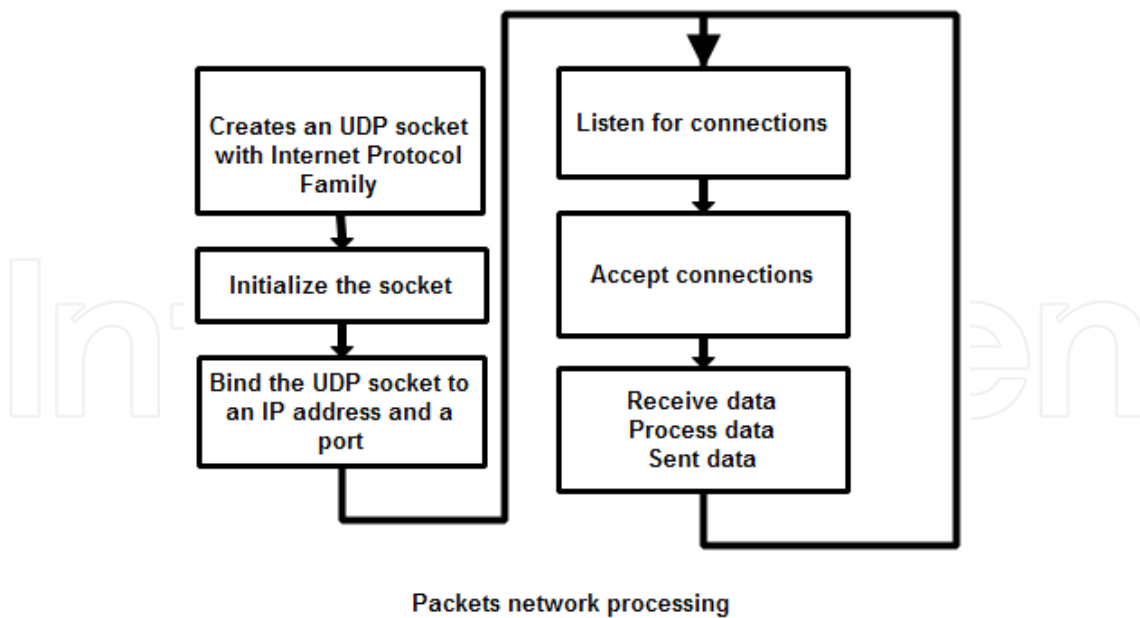 Creates an UDP socket
with Internet Protocol
Family
Initialize the socket
Bind the UDP socket to
an IP address and a
port
Listen for connections
Accept connections
Receive data
Process data
Sent data
Packets network processing